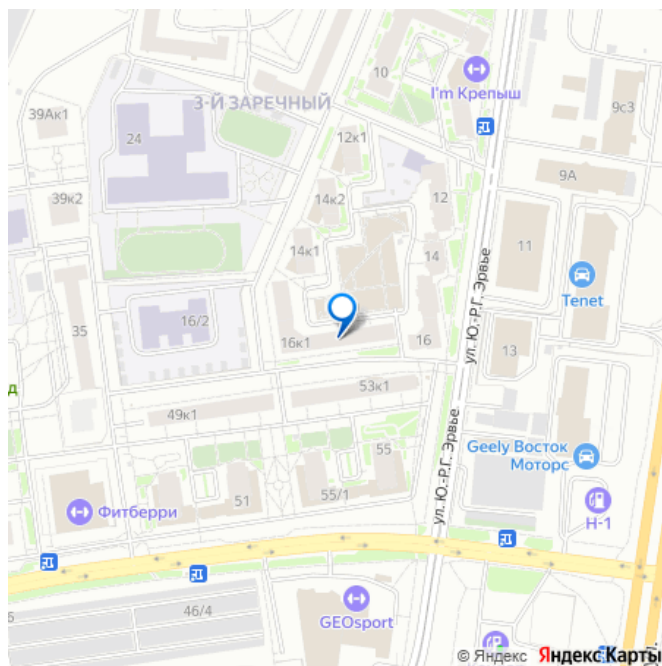 10
I'm Крепыш
9с3
3-Й ЗАРЕЧНЫЙ
39Ак1
24
12к1
9А
39к2
14к2
12
14к1
14
11
Tenet
16/2
35
16к1
16
13
ул. Ю.-Р.Г. Эрвье
д
53к1
49к1
ул. Ю.-Р.Г. Эрвье
Geely Восток
Моторс
55
51
55/1
Фитберри
Н-1
46/4
GEOsport
© Яндекс Яндекс Карты